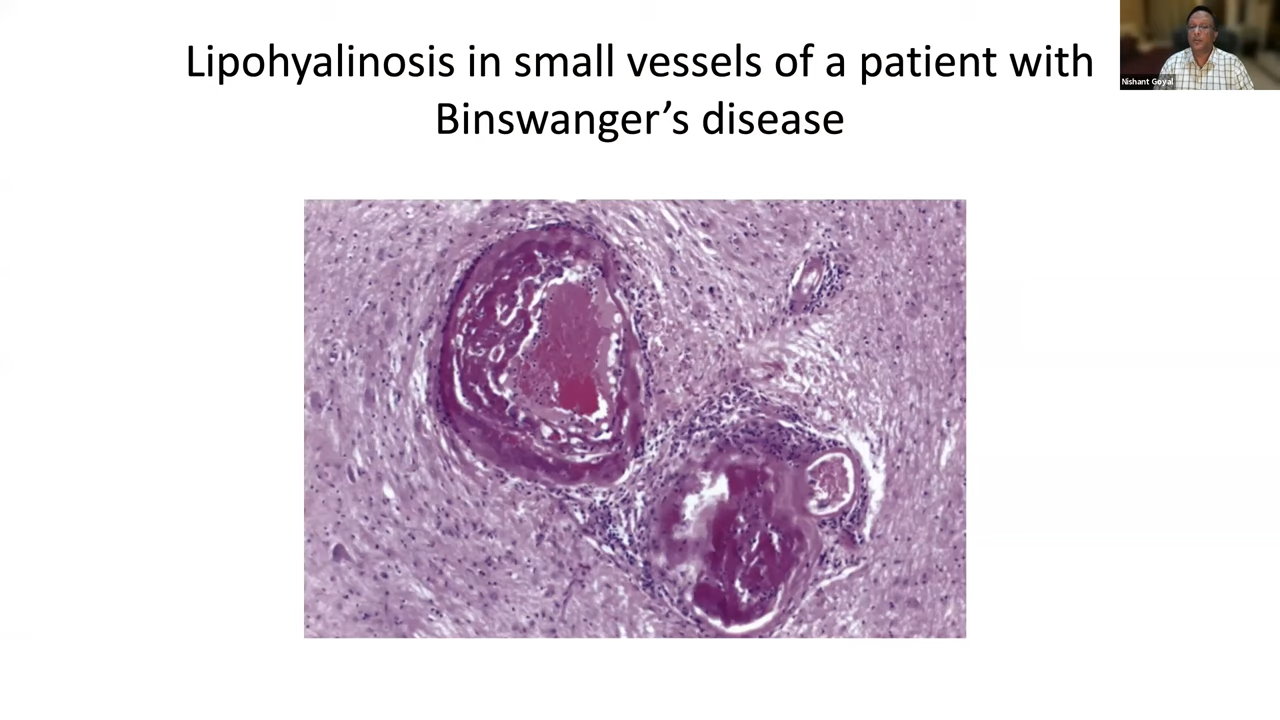 Lipohyalinosis in small vessels of a patient with
Binswanger’s disease
Nishant Goyal